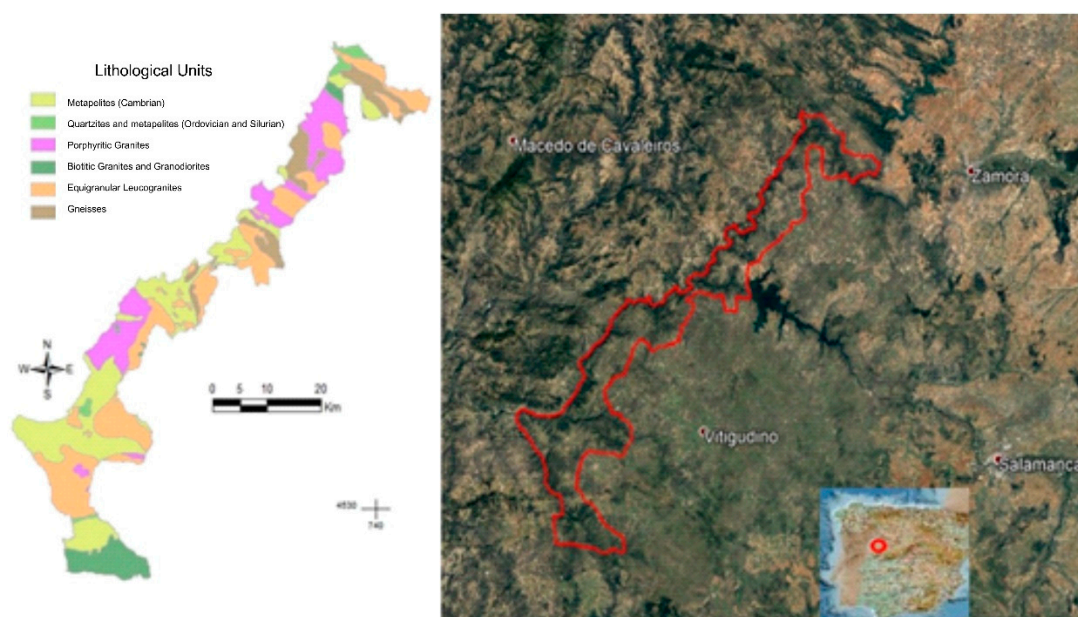 Lithological Units
Metapelites (Cambrian)
Quartzites and metapelites (Ordovician and Silurian)
Porphyritic Granites
Biotitic Granites and Granodiorites
Equigranular Leucogranites
Gneisses
N
W E
S
0 5 10 20
Km
4530
740
Macedo de Cavaleiros
Zamora
Vitigudino
Salamanca